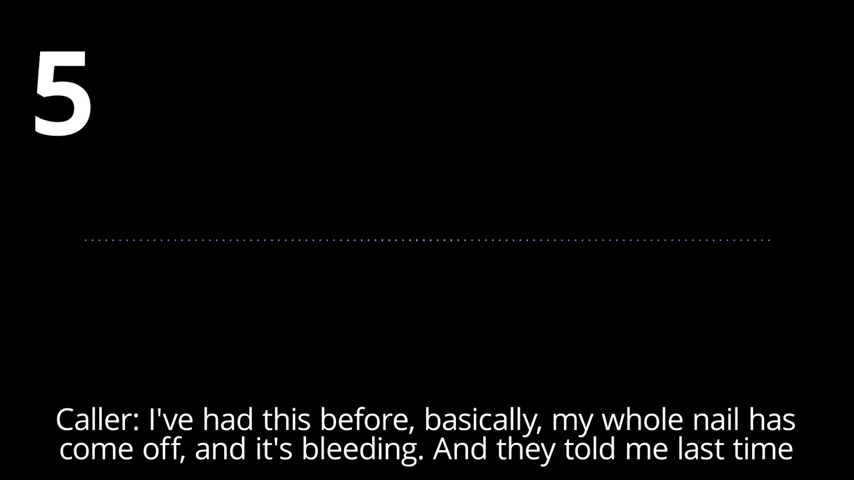 5
Caller: I've had this before, basically, my whole nail has
come off, and it's bleeding. And they told me last time